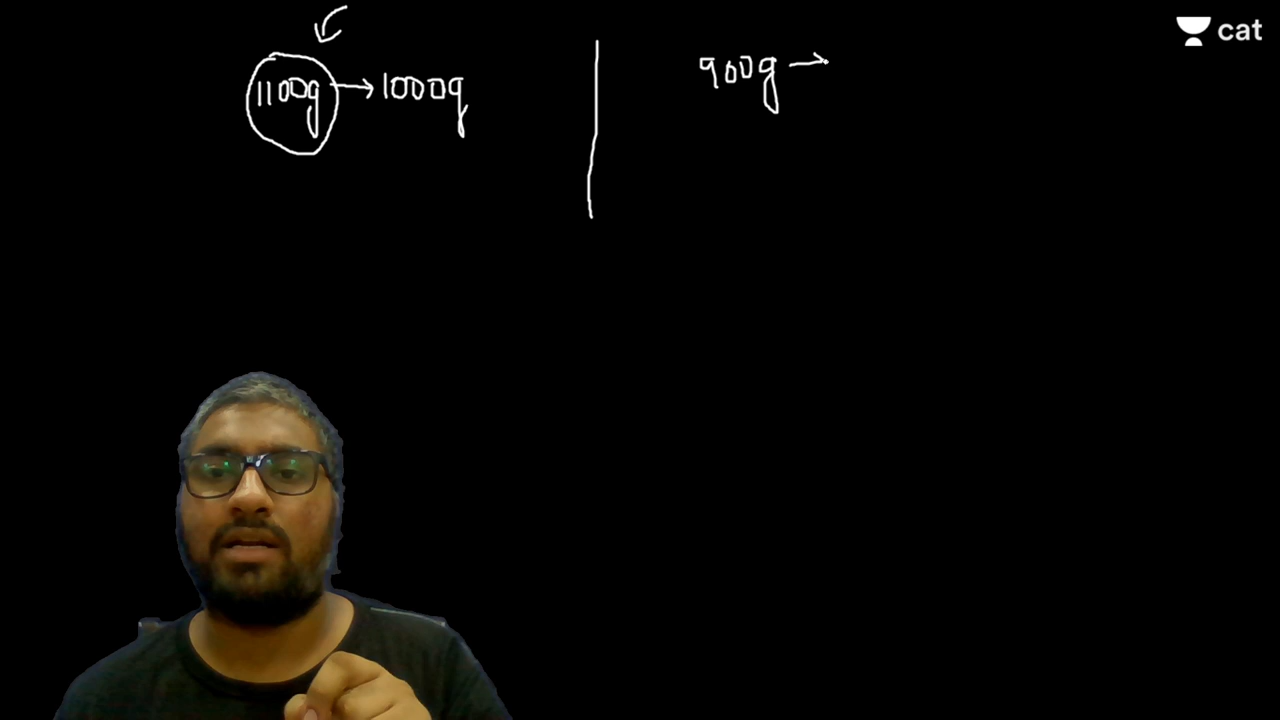 1100g → 1000g
900g →
cat